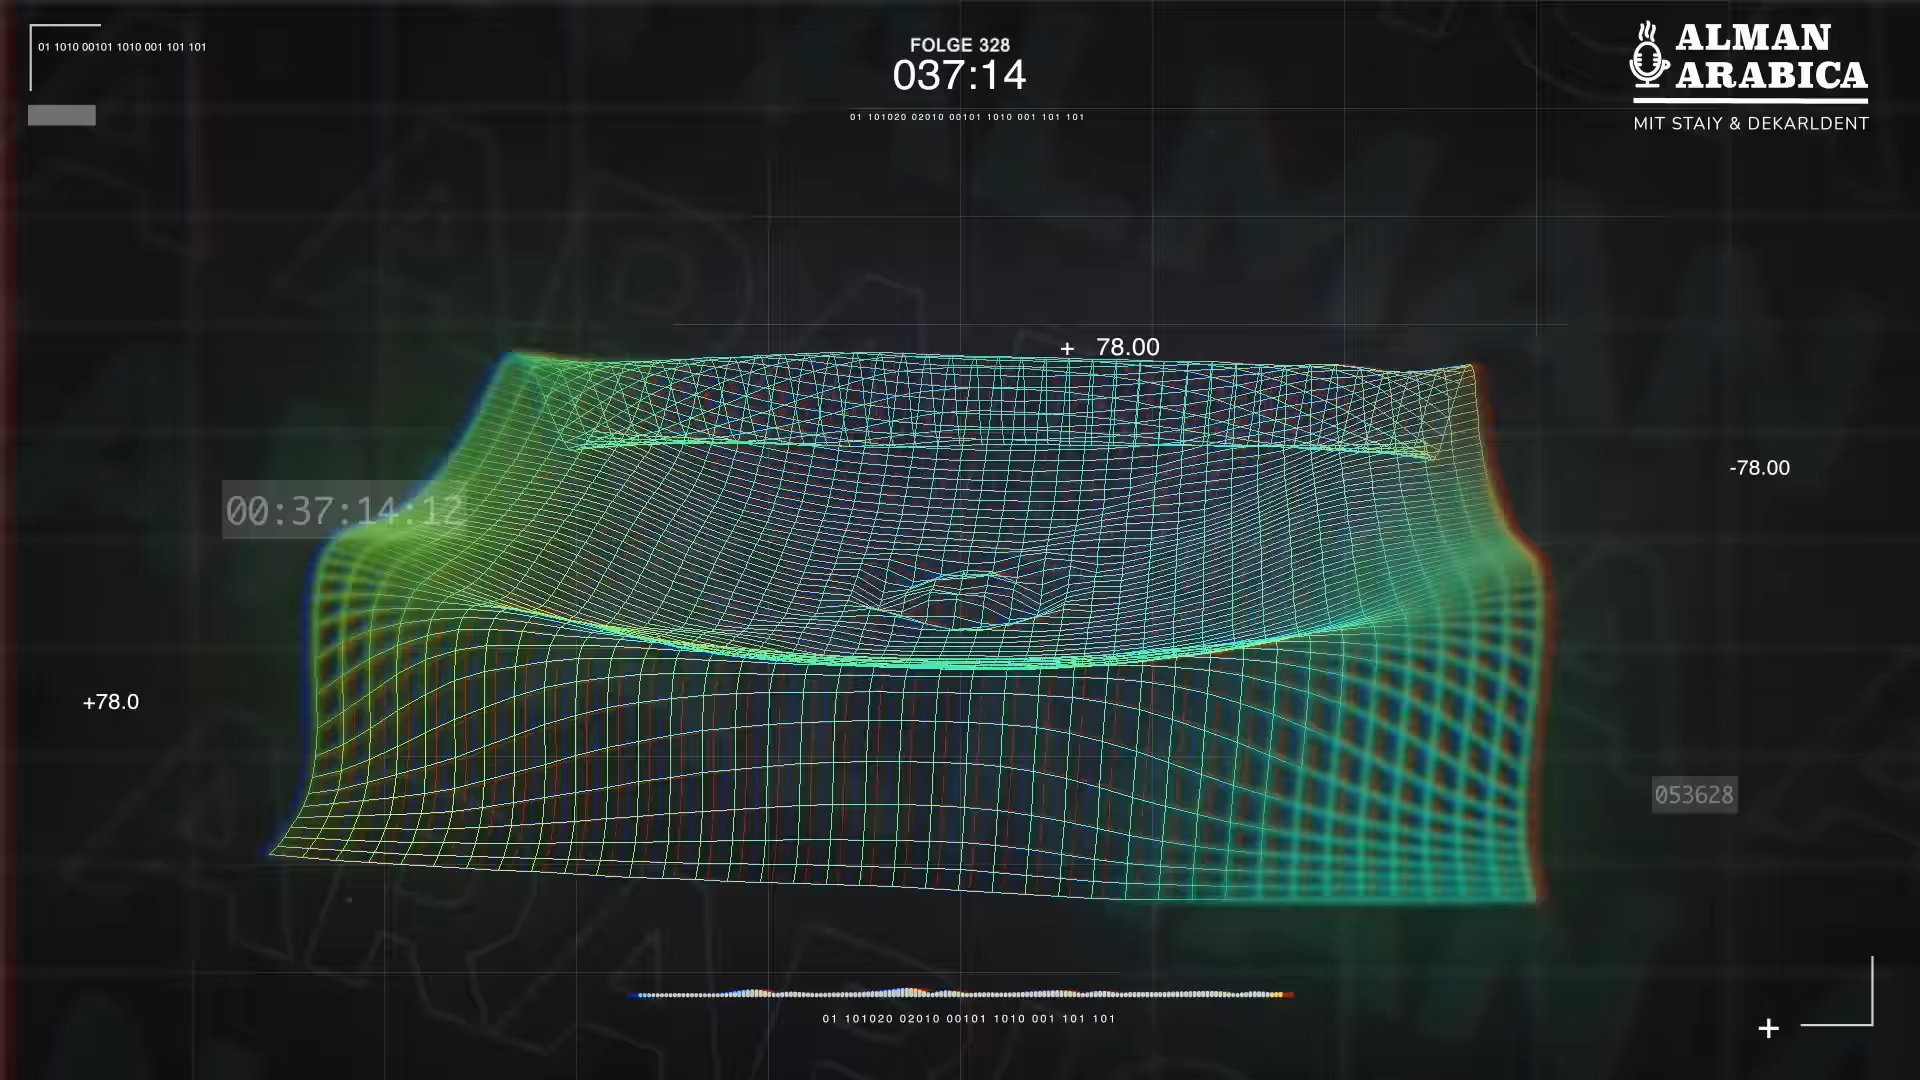 01 1010 00101 1010 001 101 101
FOLGE 328
037:14
01 101020 02010 00101 1010 001 101 101
ALMAN
ARABICA
MIT STAIY & DEKARLDENT
+ 78.00
-78.00
00:37:14:12
+78.0
053628
01 101020 02010 00101 1010 001 101 101
+